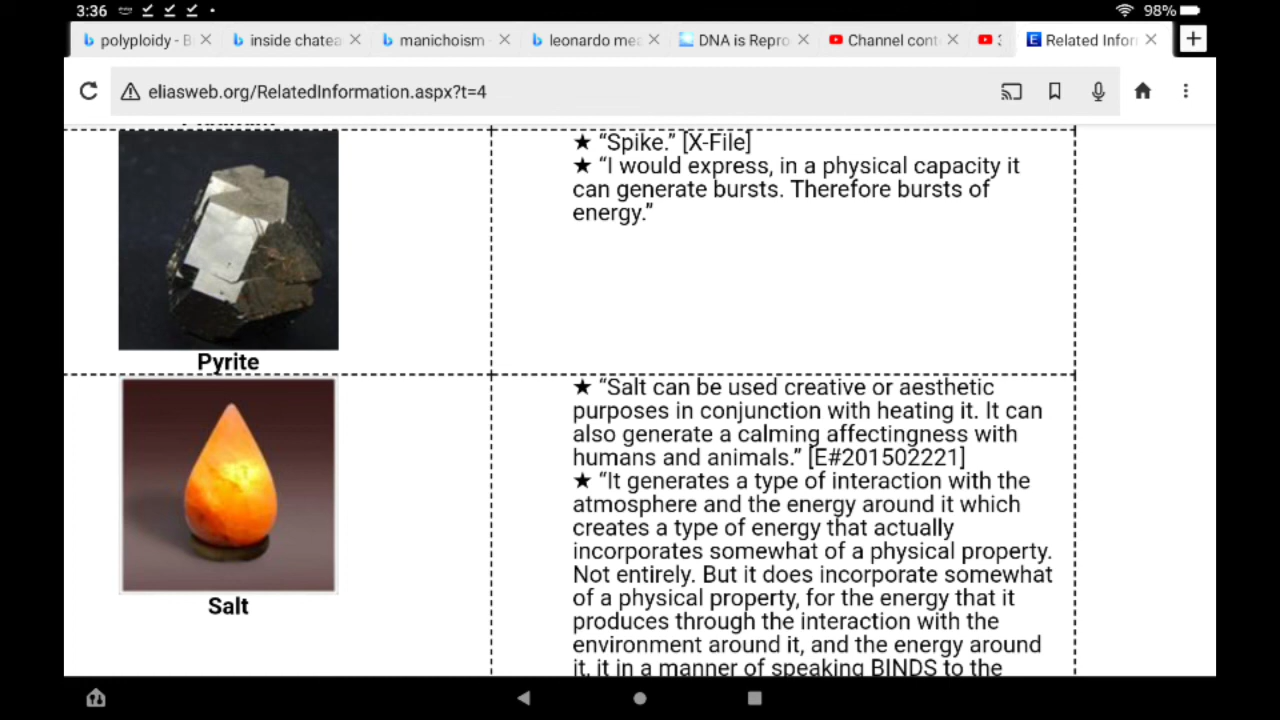 3:36
98%
polyploidy - B
inside chatea
manichoism
leonardo mea
DNA is Repro
Channel cont
Related Infor
eliasweb.org/RelatedInformation.aspx?t=4
★ “Spike.” [X-File]
★ “I would express, in a physical capacity it
can generate bursts. Therefore bursts of
energy.”
Pyrite
★ “Salt can be used creative or aesthetic
purposes in conjunction with heating it. It can
also generate a calming affectingness with
humans and animals.” [E#201502221]
★ “It generates a type of interaction with the
atmosphere and the energy around it which
creates a type of energy that actually
incorporates somewhat of a physical property.
Not entirely. But it does incorporate somewhat
of a physical property, for the energy that it
produces through the interaction with the
environment around it, and the energy around
it, it in a manner of speaking BINDS to the
Salt